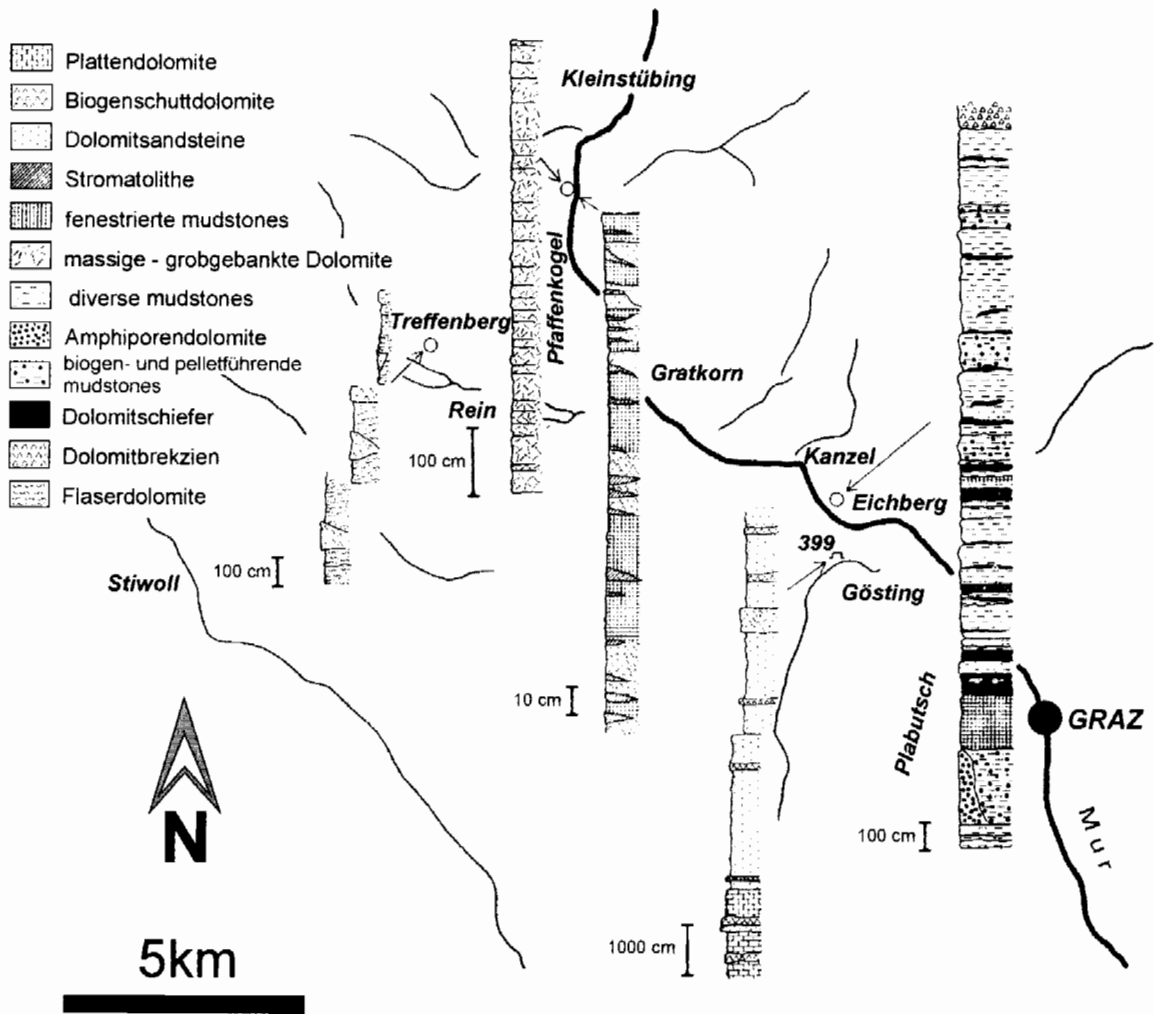 Plattendolomite
Biogenschuttdolomite
Dolomitsandsteine
Stromatolithe
fenestrierte mudstones
massige - grobgebankte Dolomite
diverse mudstones
Amphiporendolomite
biogen- und pelletführende
mudstones
Dolomitschiefer
Dolomitbrekzien
Flaserdolomite
Kleinstübing
Pfaffenkogel
Treffenberg
Rein
100 cm
Gratkorn
Kanzel
Eichberg
399
Gösting
100 cm
Stiwoll
10 cm
Plabutsch
GRAZ
Mur
100 cm
1000 cm
N
5km